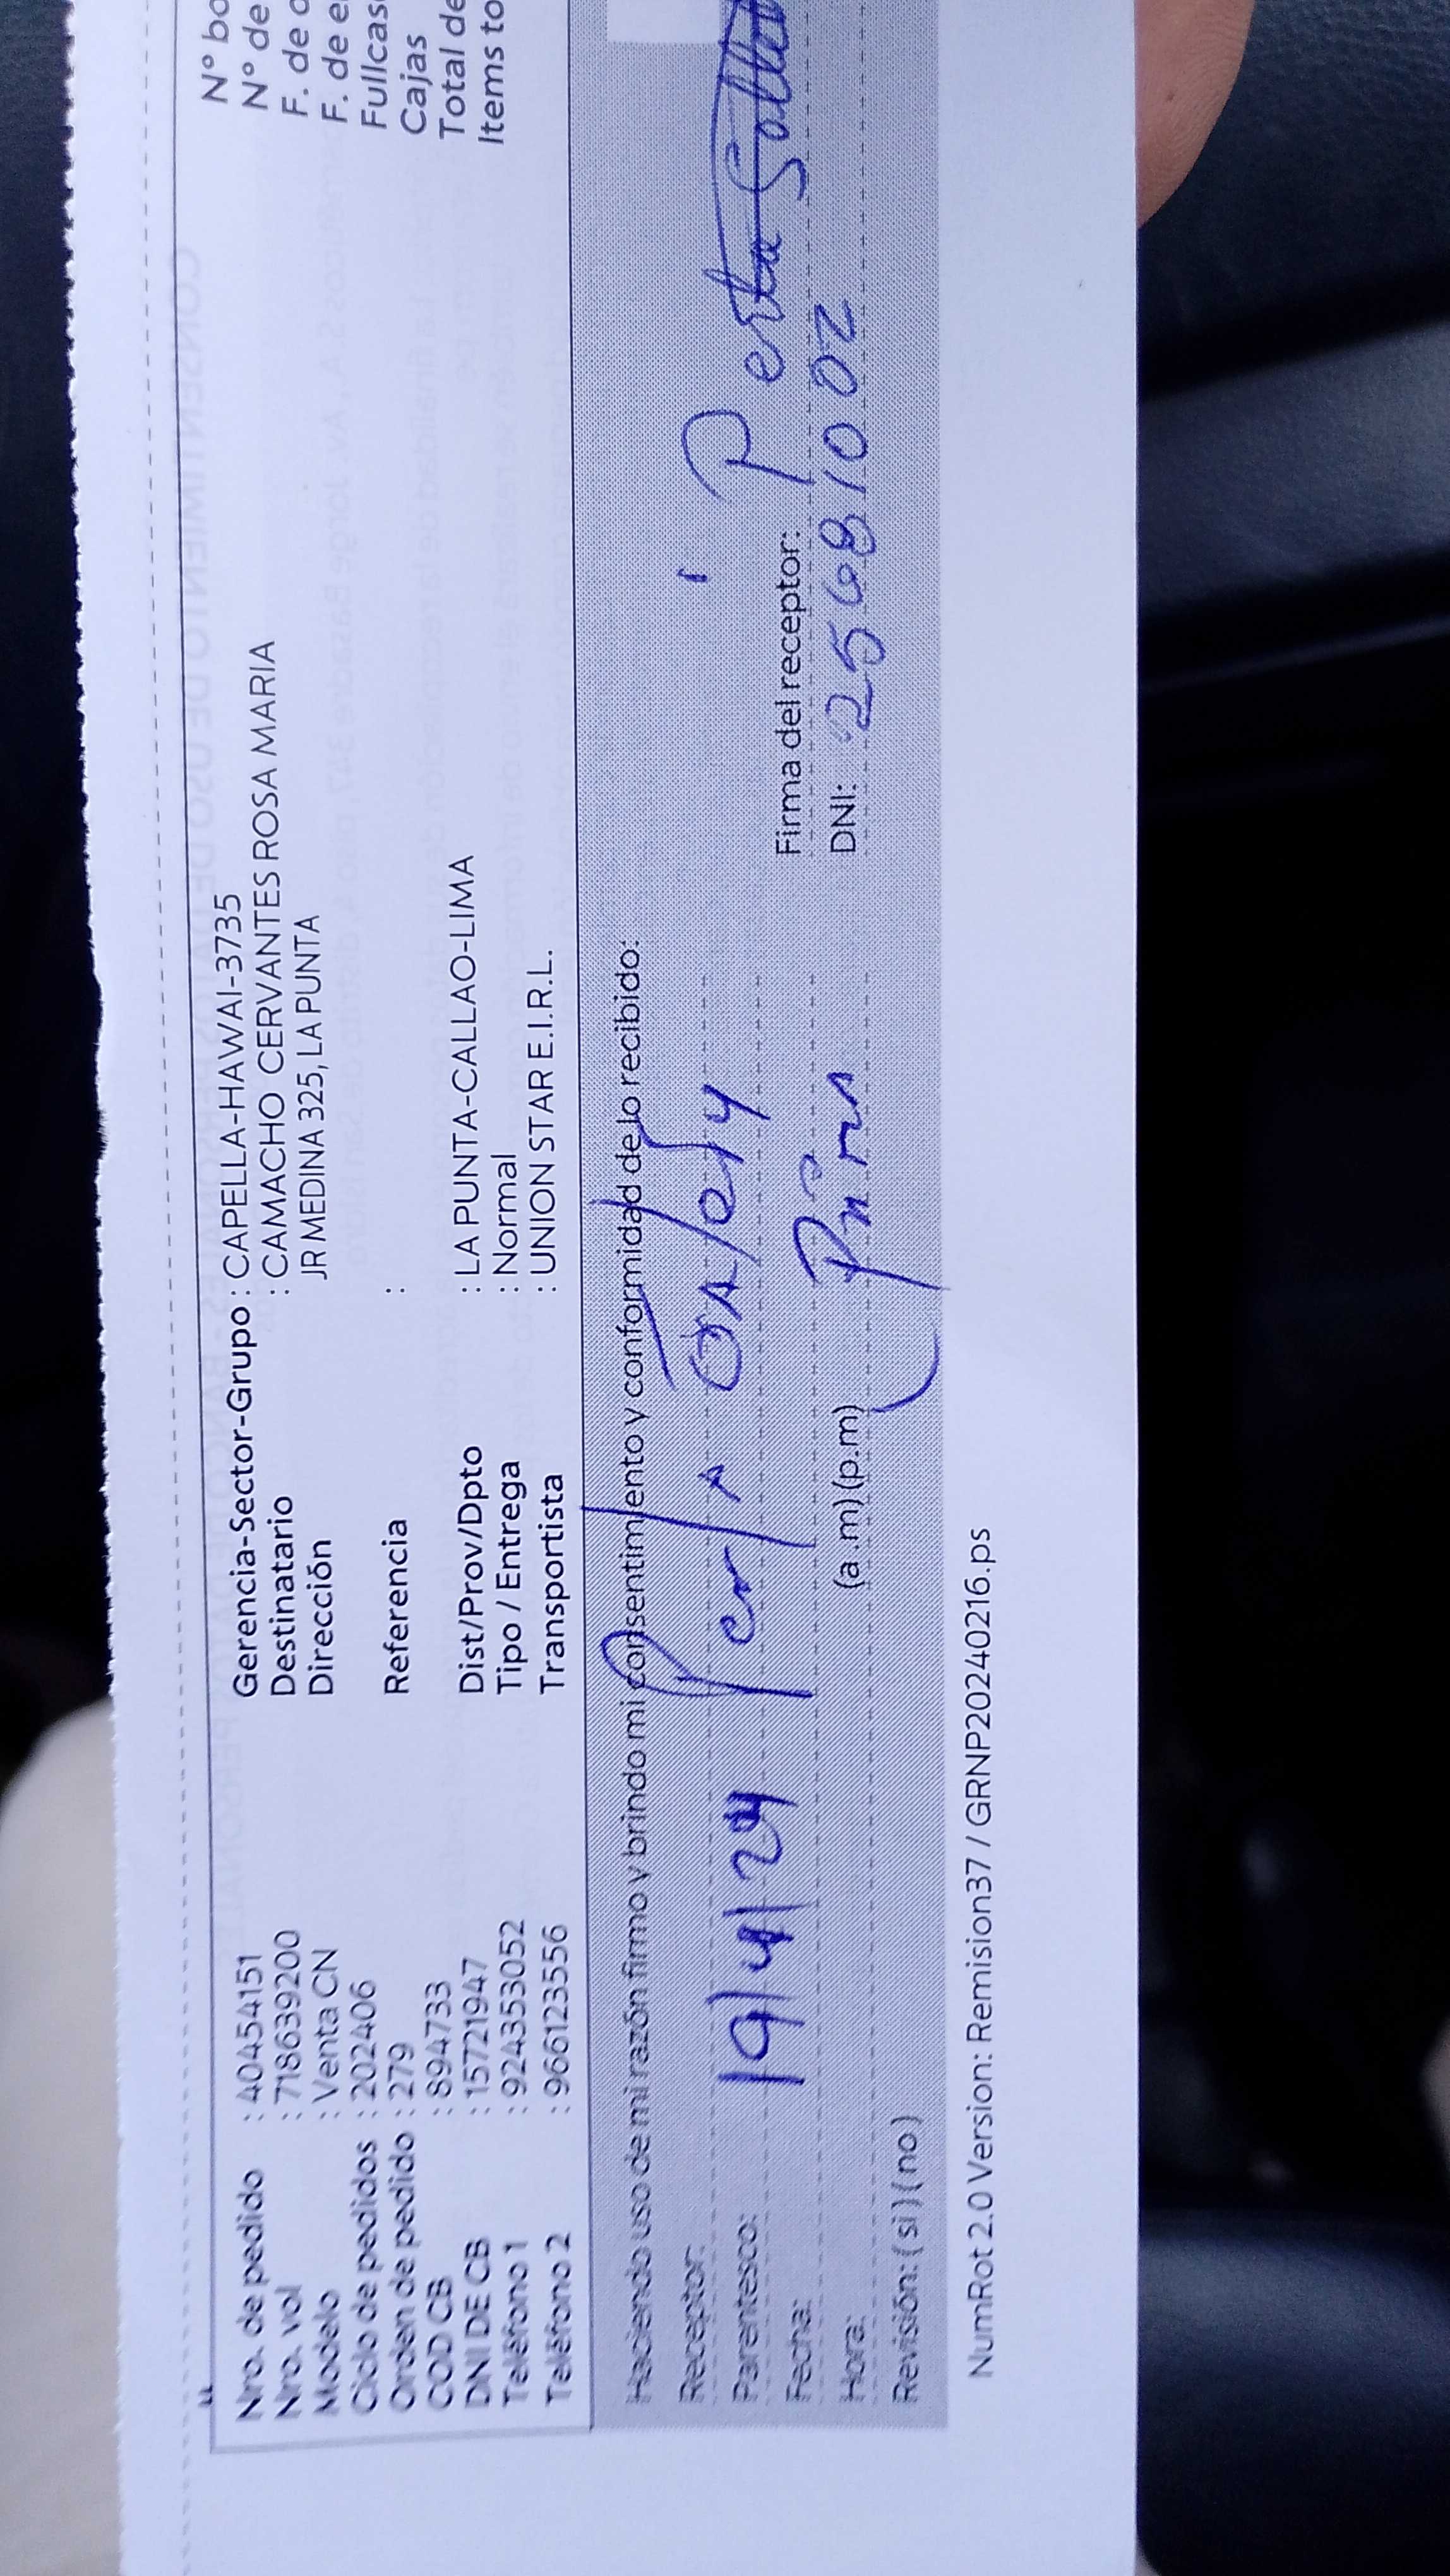 Nro. de pedido : 404454151 Gerencia-Sector-Grupo : CAPELLA-HAWAI-3735 N° bo
Nro. vol : 718639200 Destinatario : CAMACHO CERVANTES ROSA MARIA N° de
Modelo : Venta CN Dirección JR MEDINA 325, LA PUNTA F. de
Ciclo de pedidos : 202406 F. de e
Orden de pedido : 279 Referencia : Fullcas
COD CB : 894733 Cajas
DNI DE CB : 15721947 Dist/Prov/Dpto : LA PUNTA-CALLAO-LIMA Total de
Teléfono 1 : 924353052 Tipo / Entrega : Normal Items to
Teléfono 2 : 966123556 Transportista : UNION STAR E.I.R.L.
Haciendo uso de mi razón firmo y brindo mi consentimiento y conformidad de lo recibido:
Receptor:
Parentesco:
Fecha: 19/4/24 Firma del receptor:
Hora: (a.m)(p.m) DNI: 25681002
Revisión: ( si ) ( no )
NumRot 2.0 Version: Remision37 / GRNP20240216.ps